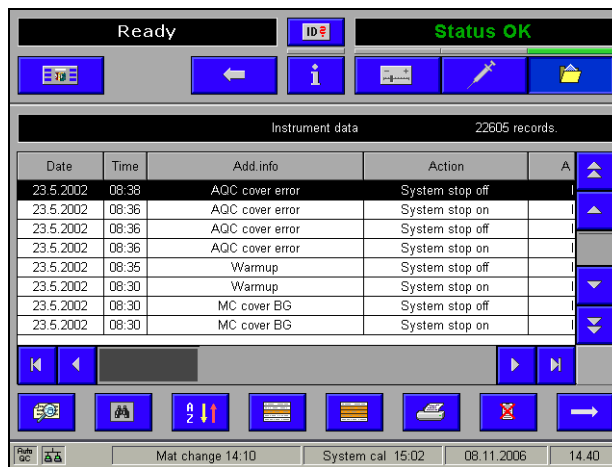 Ready ID? Status OK
i
Instrument data 22605 records.
Date Time Add.info Action A
23.5.2002 08:38 AQC cover error System stop off I
23.5.2002 08:36 AQC cover error System stop on I
23.5.2002 08:36 AQC cover error System stop off I
23.5.2002 08:36 AQC cover error System stop on I
23.5.2002 08:35 Warmup System stop off I
23.5.2002 08:30 Warmup System stop on I
23.5.2002 08:30 MC cover BG System stop off I
23.5.2002 08:30 MC cover BG System stop on I
A Z
Auto QC Mat change 14:10 System cal 15:02 08.11.2006 14.40